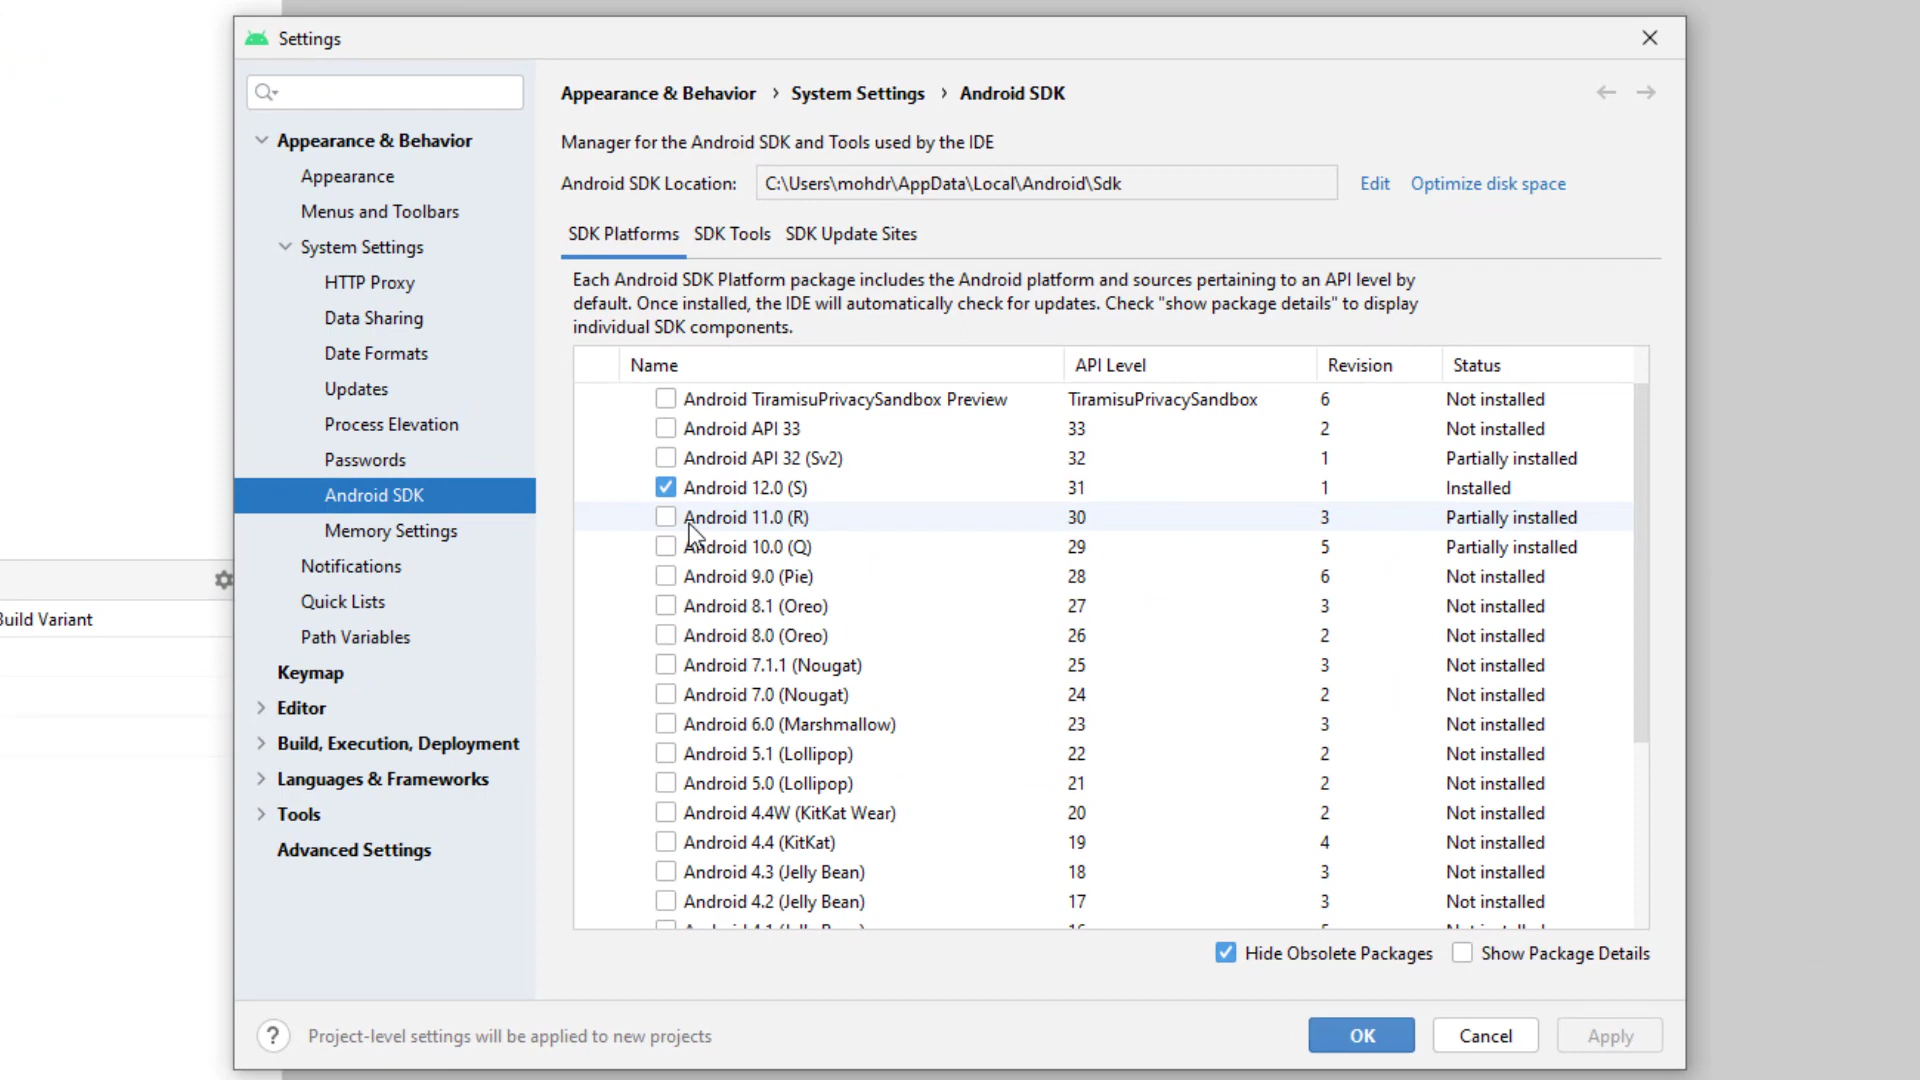 Settings
Appearance & Behavior
Appearance
Menus and Toolbars
System Settings
HTTP Proxy
Data Sharing
Date Formats
Updates
Process Elevation
Passwords
Android SDK
Memory Settings
Notifications
Quick Lists
Path Variables
Keymap
Editor
Build, Execution, Deployment
Languages & Frameworks
Tools
Advanced Settings
Build Variant
Appearance & Behavior › System Settings › Android SDK
Manager for the Android SDK and Tools used by the IDE
Android SDK Location: C:\Users\mohdr\AppData\Local\Android\Sdk Edit Optimize disk space
SDK Platforms SDK Tools SDK Update Sites
Each Android SDK Platform package includes the Android platform and sources pertaining to an API level by
default. Once installed, the IDE will automatically check for updates. Check "show package details" to display
individual SDK components.
Name API Level Revision Status
Android TiramisuPrivacySandbox Preview TiramisuPrivacySandbox 6 Not installed
Android API 33 33 2 Not installed
Android API 32 (Sv2) 32 1 Partially installed
Android 12.0 (S) 31 1 Installed
Android 11.0 (R) 30 3 Partially installed
Android 10.0 (Q) 29 5 Partially installed
Android 9.0 (Pie) 28 6 Not installed
Android 8.1 (Oreo) 27 3 Not installed
Android 8.0 (Oreo) 26 2 Not installed
Android 7.1.1 (Nougat) 25 3 Not installed
Android 7.0 (Nougat) 24 2 Not installed
Android 6.0 (Marshmallow) 23 3 Not installed
Android 5.1 (Lollipop) 22 2 Not installed
Android 5.0 (Lollipop) 21 2 Not installed
Android 4.4W (KitKat Wear) 20 2 Not installed
Android 4.4 (KitKat) 19 4 Not installed
Android 4.3 (Jelly Bean) 18 3 Not installed
Android 4.2 (Jelly Bean) 17 3 Not installed
Hide Obsolete Packages Show Package Details
? Project-level settings will be applied to new projects
OK Cancel Apply